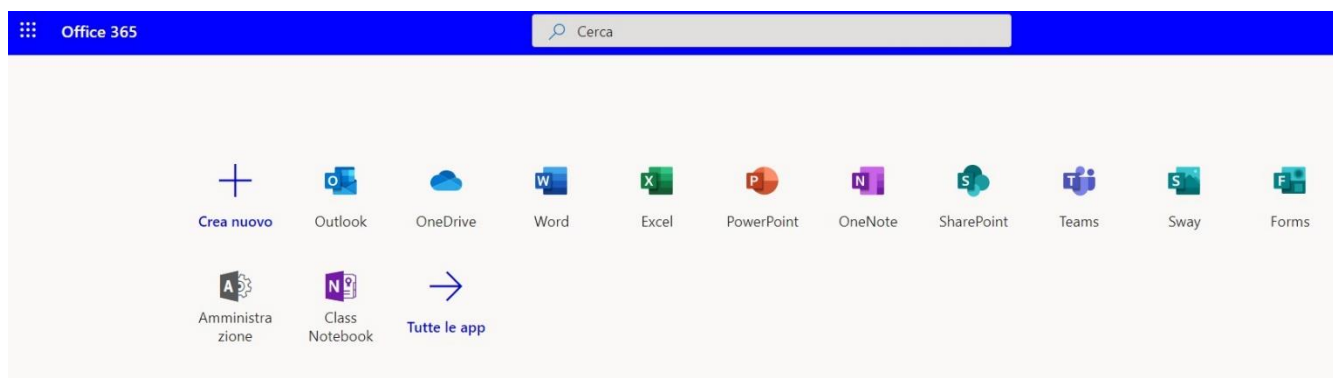 Office 365
Cerca
Crea nuovo
Outlook
OneDrive
Word
Excel
PowerPoint
OneNote
SharePoint
Teams
Sway
Forms
Amministra
zione
Class
Notebook
Tutte le app